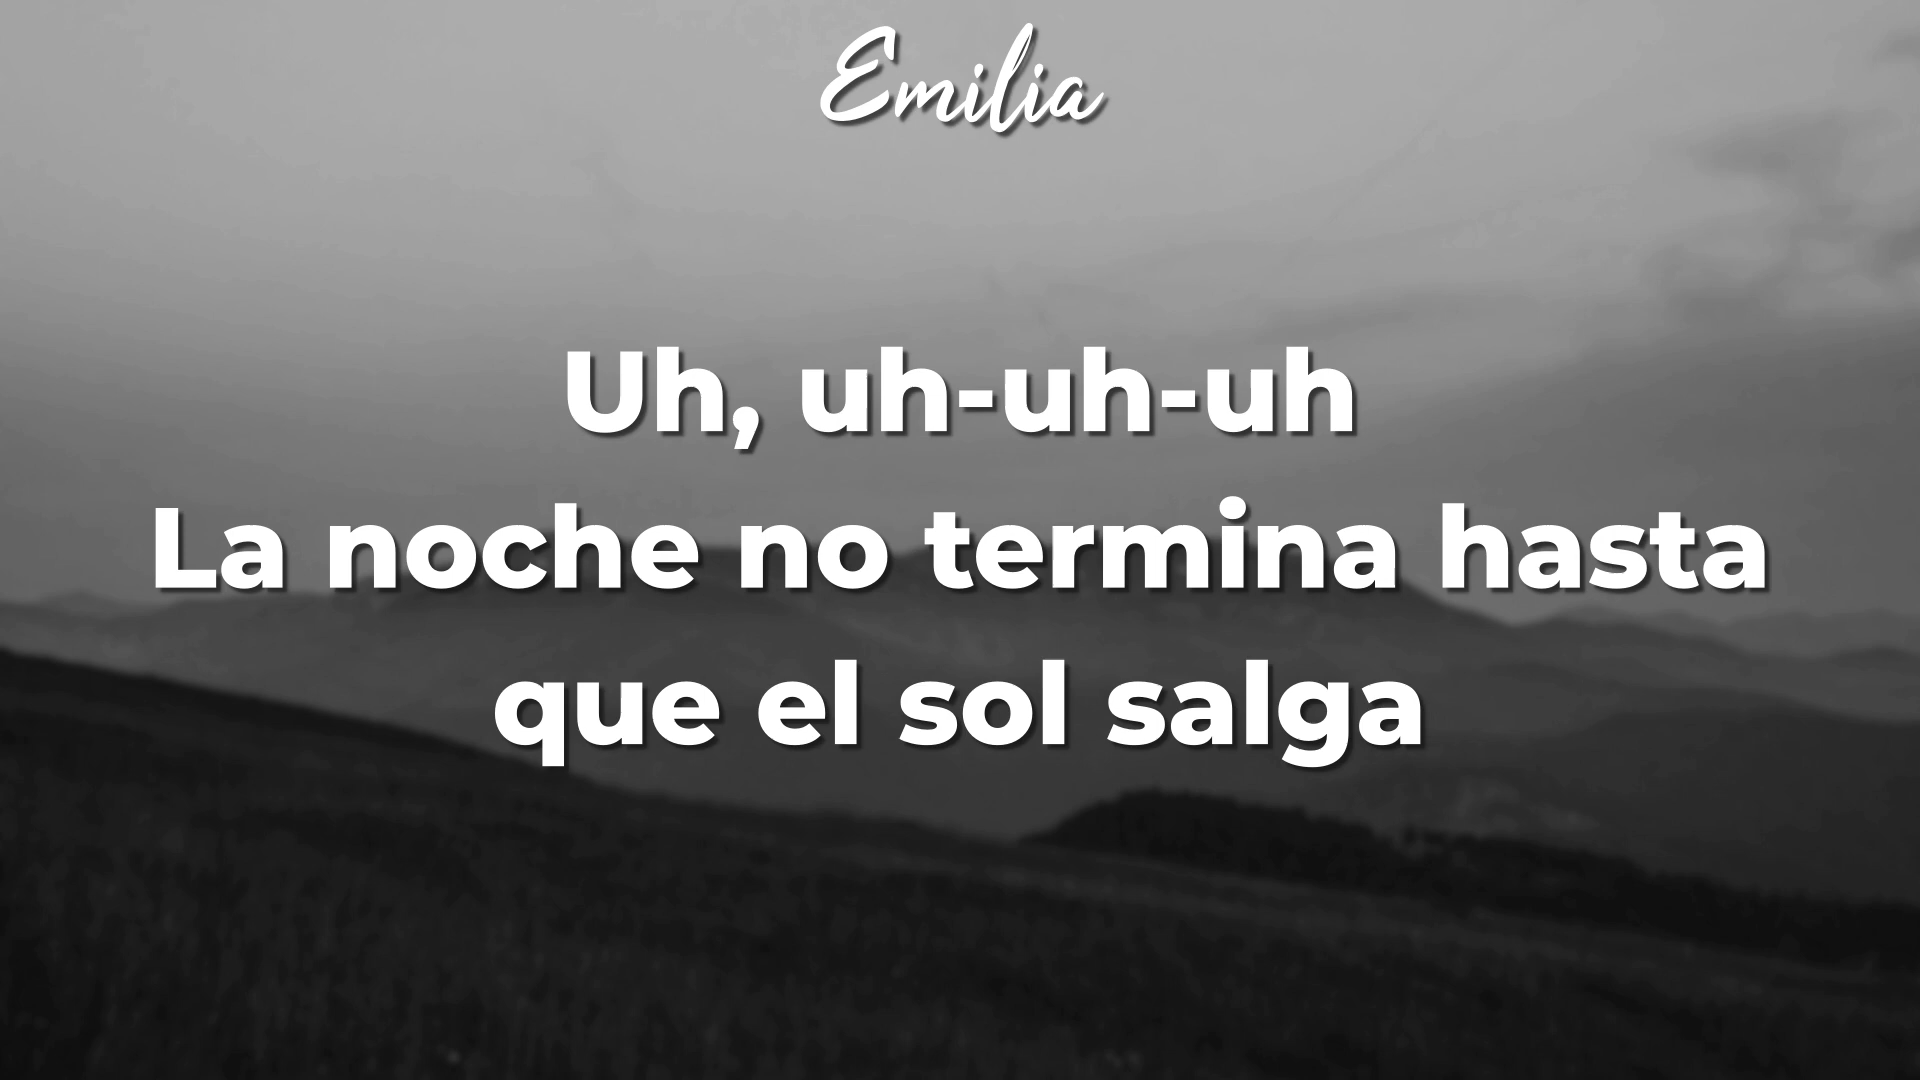 Emilia
Uh, uh-uh-uh
La noche no termina hasta
que el sol salga